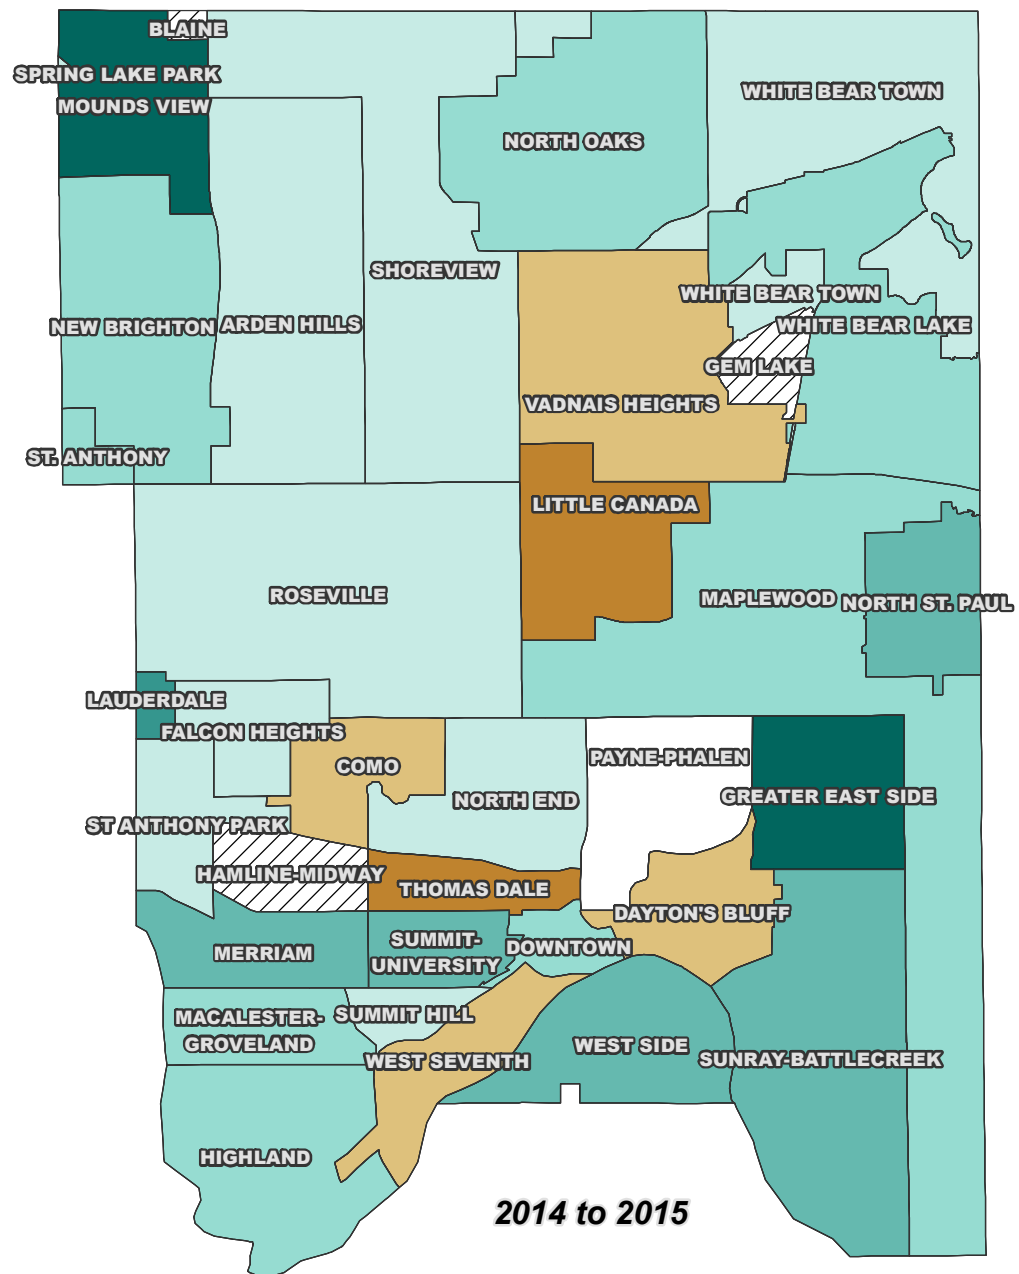 BLAINE
SPRING LAKE PARK
MOUNDS VIEW
WHITE BEAR TOWN
NORTH OAKS
SHOREVIEW
WHITE BEAR TOWN
NEW BRIGHTON
ARDEN HILLS
WHITE BEAR LAKE
GEM LAKE
VADNAIS HEIGHTS
ST. ANTHONY
LITTLE CANADA
ROSEVILLE
MAPLEWOOD
NORTH ST. PAUL
LAUDERDALE
FALCON HEIGHTS
COMO
PAYNE-PHALEN
NORTH END
GREATER EAST SIDE
ST ANTHONY PARK
HAMLINE-MIDWAY
THOMAS DALE
DAYTON'S BLUFF
MERRIAM
SUMMIT-
UNIVERSITY
DOWNTOWN
MACALESTER-
GROVELAND
SUMMIT HILL
WEST SEVENTH
WEST SIDE
SUNRAY-BATTLECREEK
HIGHLAND
2014 to 2015